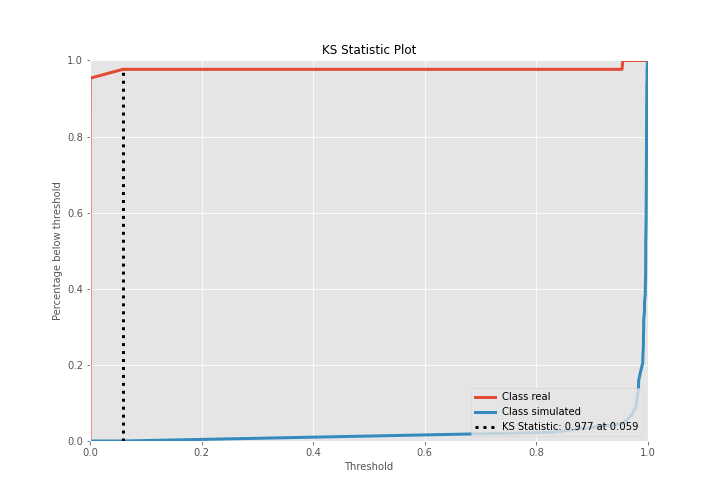 KS Statistic Plot
1.0
0.8
0.6
0.4
0.2
0.0
Percentage below threshold
0.0 0.2 0.4 0.6 0.8 1.0
Threshold
Class real
Class simulated
KS Statistic: 0.977 at 0.059